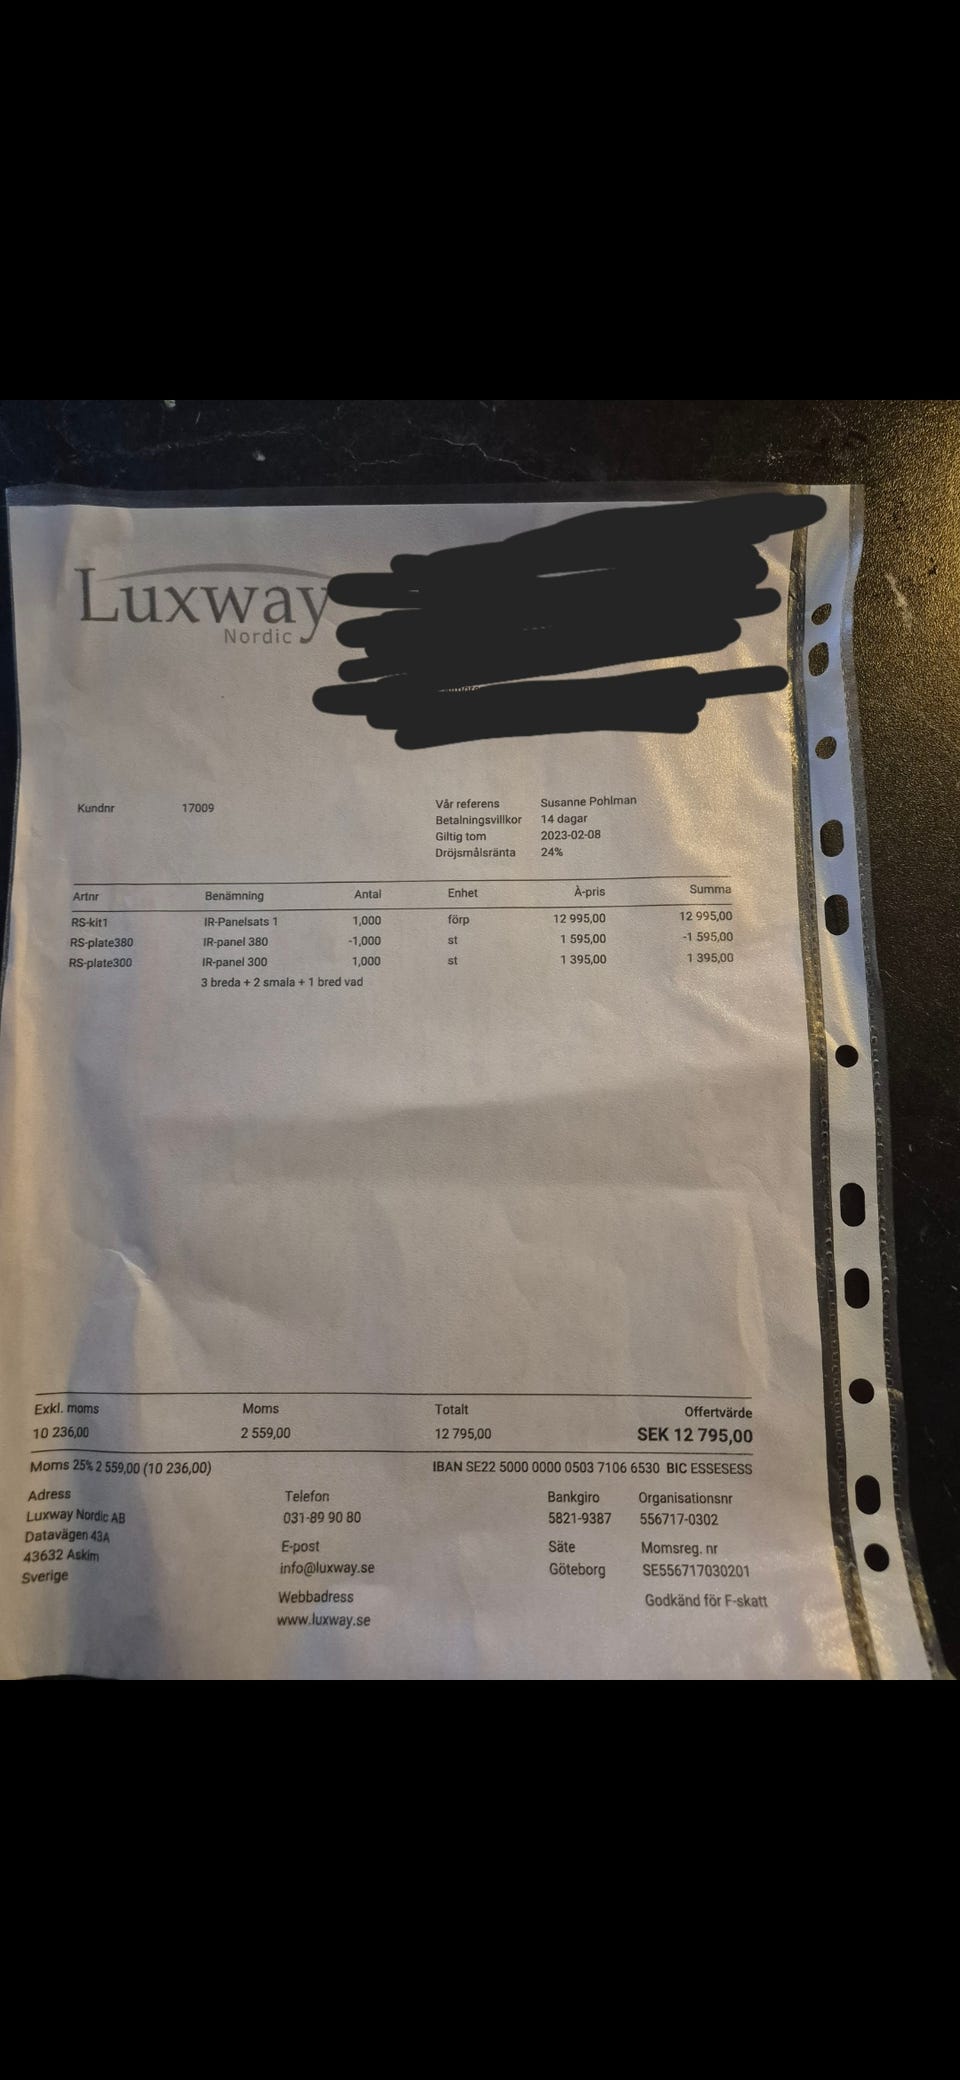 Luxway
Nordic
Kundnr 17009
Vår referens Susanne Pohlman
Betalningsvillkor 14 dagar
Giltig tom 2023-02-08
Dröjsmålsränta 24%
Artnr Benämning Antal Enhet À-pris Summa
RS-kit1 IR-Panelsats 1 1,000 förp 12 995,00 12 995,00
RS-plate380 IR-panel 380 -1,000 st 1 595,00 -1 595,00
RS-plate300 IR-panel 300 1,000 st 1 395,00 1 395,00
3 breda + 2 smala + 1 bred vad
Exkl. moms Moms Totalt Offertvärde
10 236,00 2 559,00 12 795,00 SEK 12 795,00
Moms 25% 2 559,00 (10 236,00) IBAN SE22 5000 0000 0503 7106 6530 BIC ESSESESS
Adress
Luxway Nordic AB
Datavägen 43A
43632 Askim
Sverige
Telefon
031-89 90 80
E-post
info@luxway.se
Webbadress
www.luxway.se
Bankgiro
5821-9387
Säte
Göteborg
Organisationsnr
556717-0302
Momsreg. nr
SE556717030201
Godkänd för F-skatt